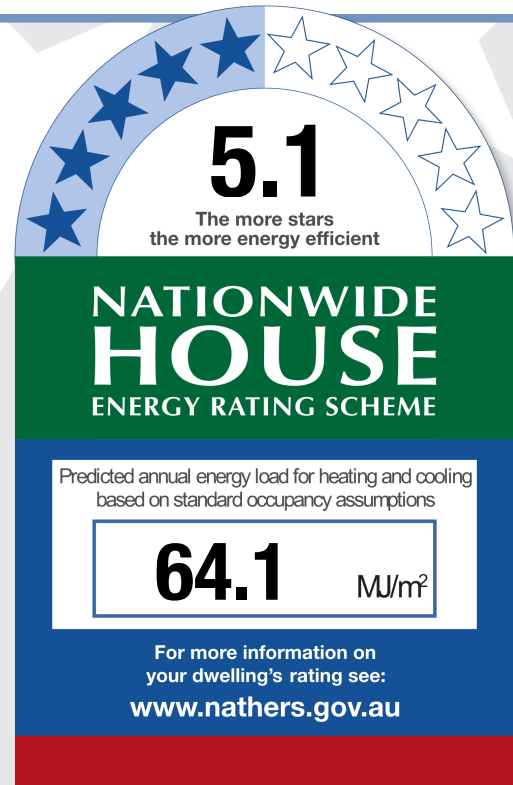 5.1
The more stars
the more energy efficient
NATIONWIDE
HOUSE
ENERGY RATING SCHEME
Predicted annual energy load for heating and cooling
based on standard occupancy assumptions
64.1 MJ/m²
For more information on
your dwelling's rating see:
www.nathers.gov.au